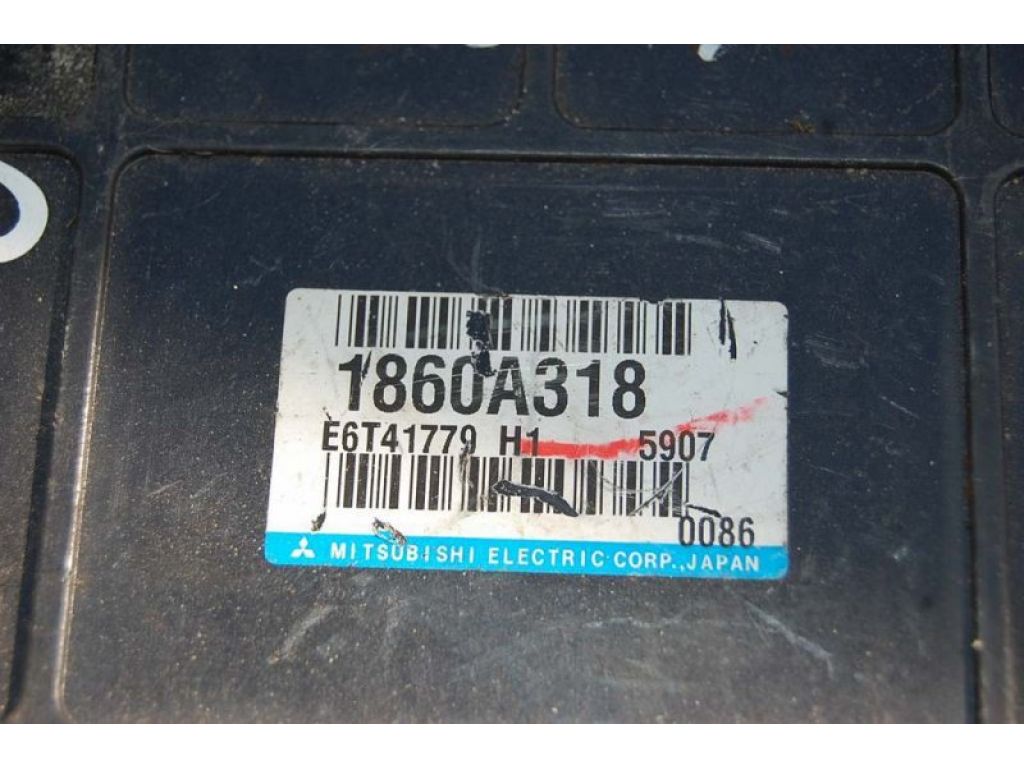 1860A318
E6T41779 H1 5907
0086
MITSUBISHI ELECTRIC CORP.,JAPAN